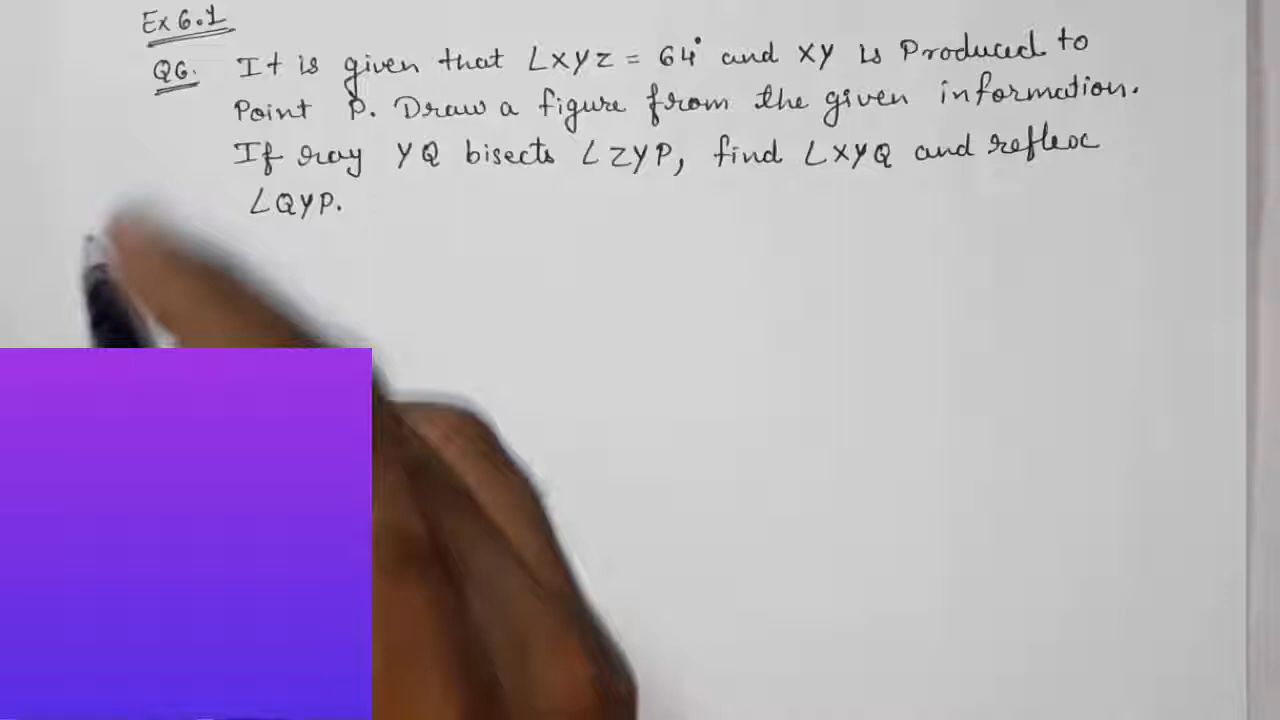 Ex 6.1
Q6. It is given that ∠XYZ = 64° and XY is Produced to
Point P. Draw a figure from the given information.
If ray YQ bisects ∠ZYP, find ∠XYQ and reflex
∠QYP.